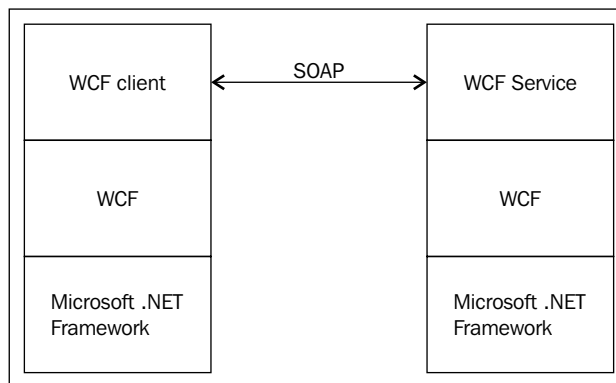 WCF client
SOAP
WCF Service
WCF
WCF
Microsoft .NET
Framework
Microsoft .NET
Framework